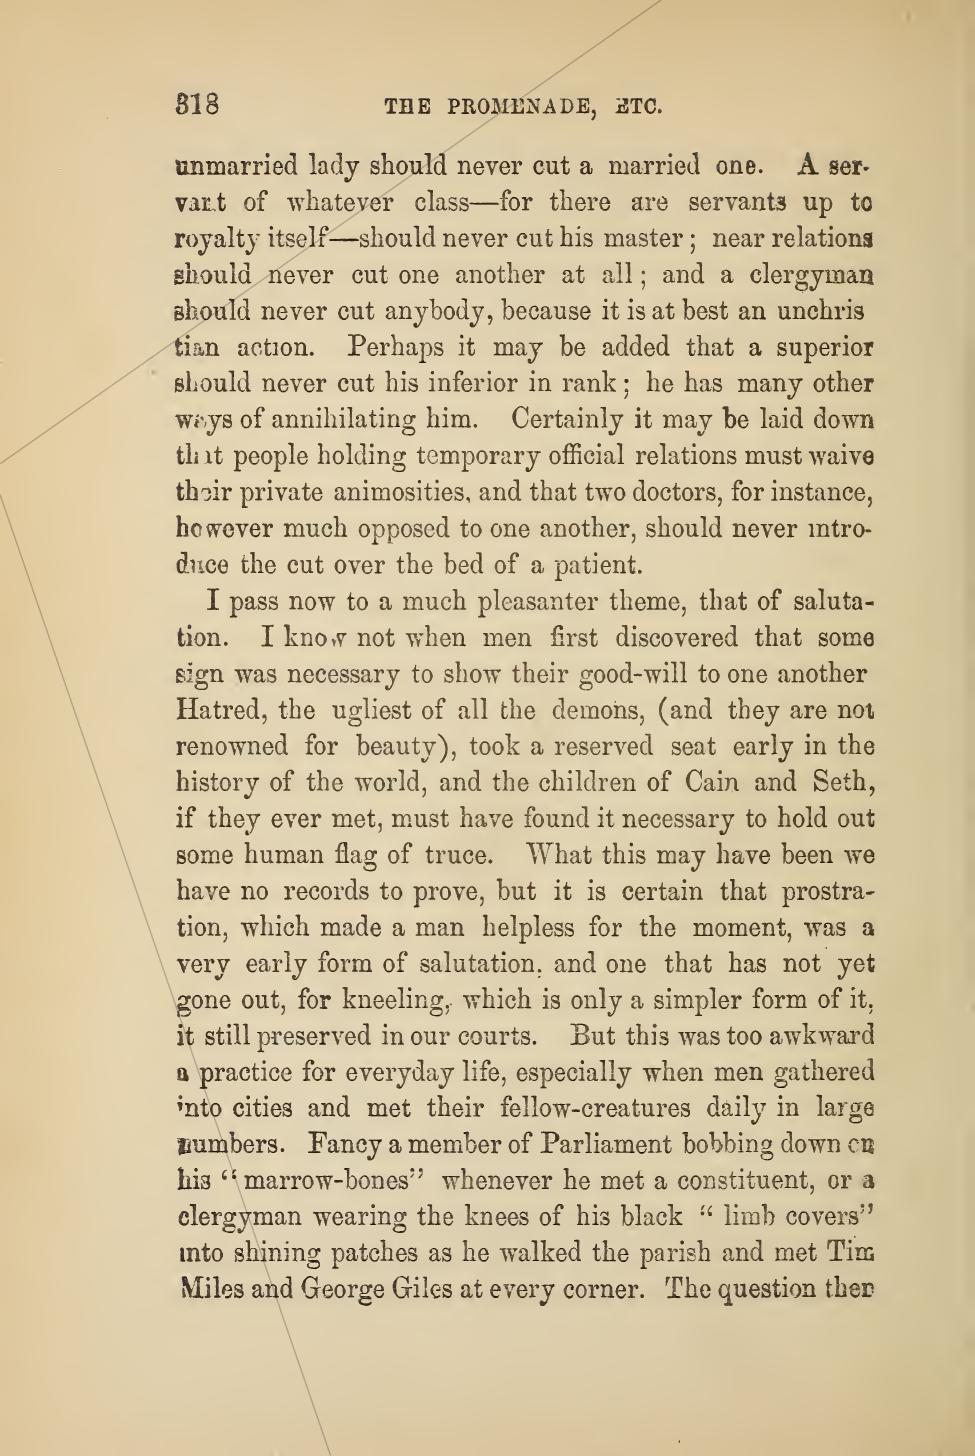 318 THE PROMENADE, ETC.
unmarried lady should never cut a married one. A ser-
vant of whatever class—for there are servants up to
royalty itself—should never cut his master; near relations
should never cut one another at all; and a clergyman
should never cut anybody, because it is at best an unchris
tian action. Perhaps it may be added that a superior
should never cut his inferior in rank; he has many other
ways of annihilating him. Certainly it may be laid down
that people holding temporary official relations must waive
their private animosities, and that two doctors, for instance,
however much opposed to one another, should never intro-
duce the cut over the bed of a patient.
I pass now to a much pleasanter theme, that of saluta-
tion. I know not when men first discovered that some
sign was necessary to show their good-will to one another
Hatred, the ugliest of all the demons, (and they are not
renowned for beauty), took a reserved seat early in the
history of the world, and the children of Cain and Seth,
if they ever met, must have found it necessary to hold out
some human flag of truce. What this may have been we
have no records to prove, but it is certain that prostra-
tion, which made a man helpless for the moment, was a
very early form of salutation, and one that has not yet
gone out, for kneeling, which is only a simpler form of it,
it still preserved in our courts. But this was too awkward
a practice for everyday life, especially when men gathered
into cities and met their fellow-creatures daily in large
numbers. Fancy a member of Parliament bobbing down on
his "marrow-bones" whenever he met a constituent, or a
clergyman wearing the knees of his black "limb covers"
into shining patches as he walked the parish and met Tim
Miles and George Giles at every corner. The question then